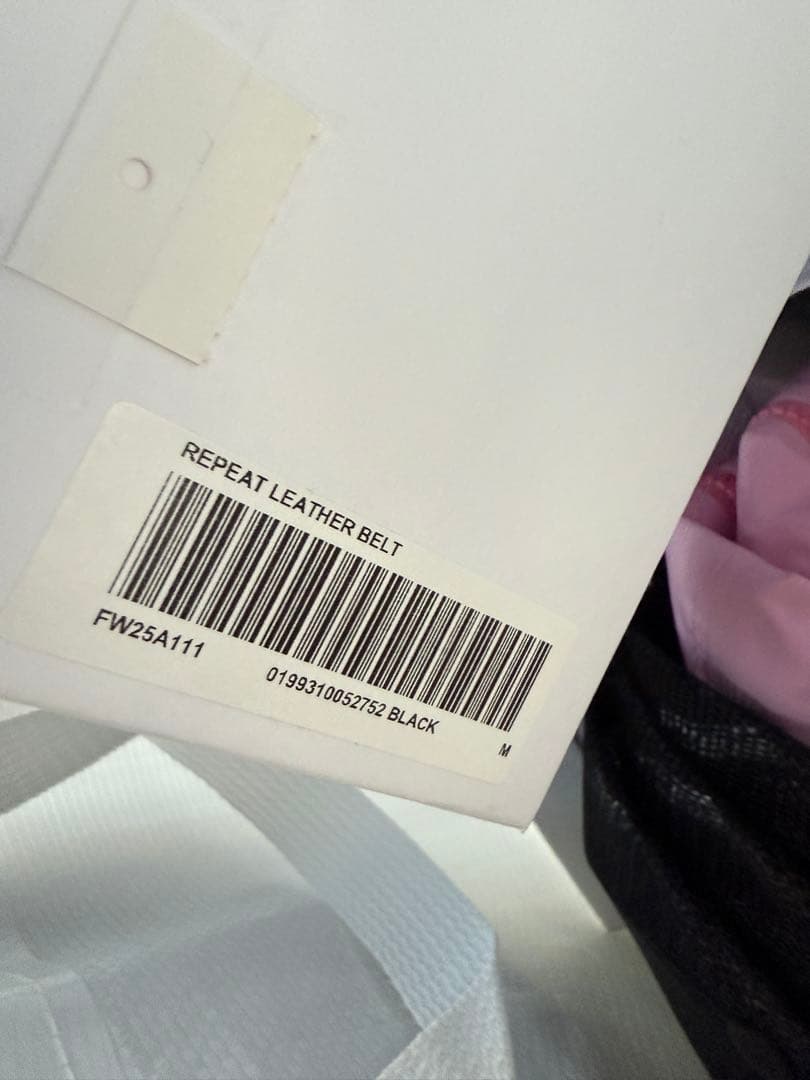 REPEAT LEATHER BELT
FW25A111
0199310052752 BLACK
M